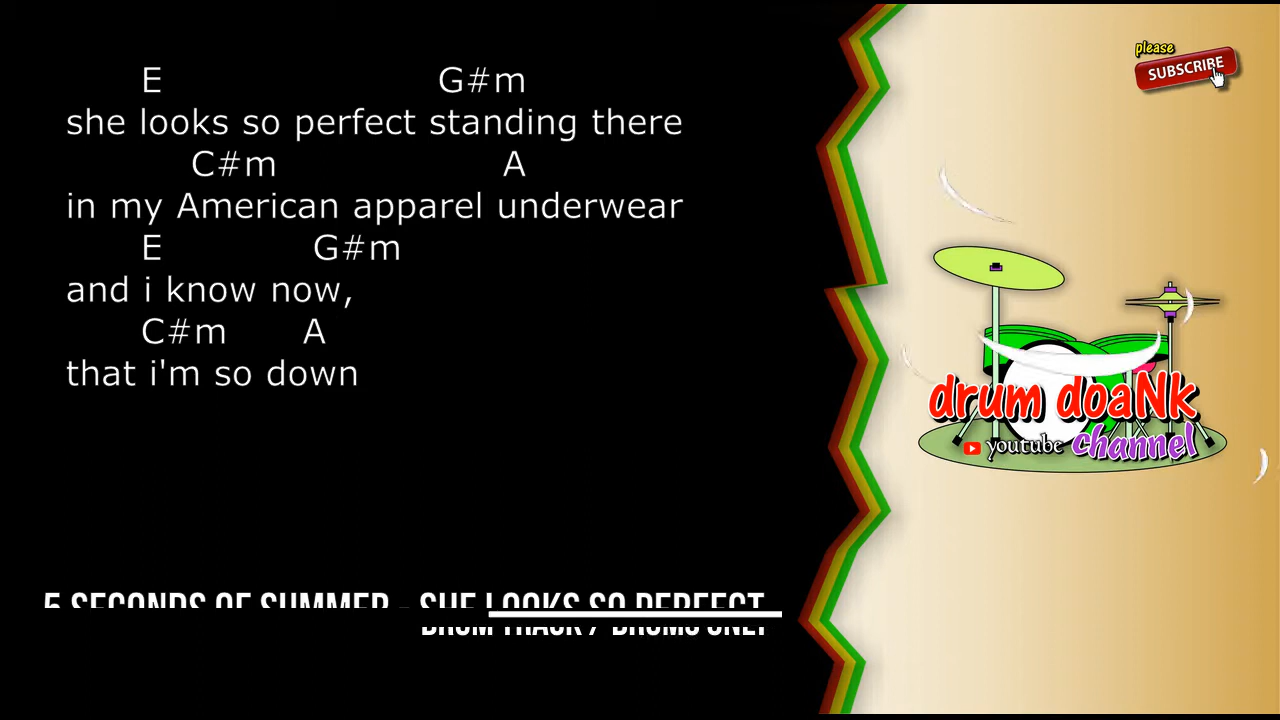 E G#m
she looks so perfect standing there
C#m A
in my American apparel underwear
E G#m
and i know now,
C#m A
that i'm so down
5 SECONDS OF SUMMER - SHE LOOKS SO PERFECT
DRUM TRACK / DRUMS ONLY
please
SUBSCRIBE
drum doaNk
youtube channel